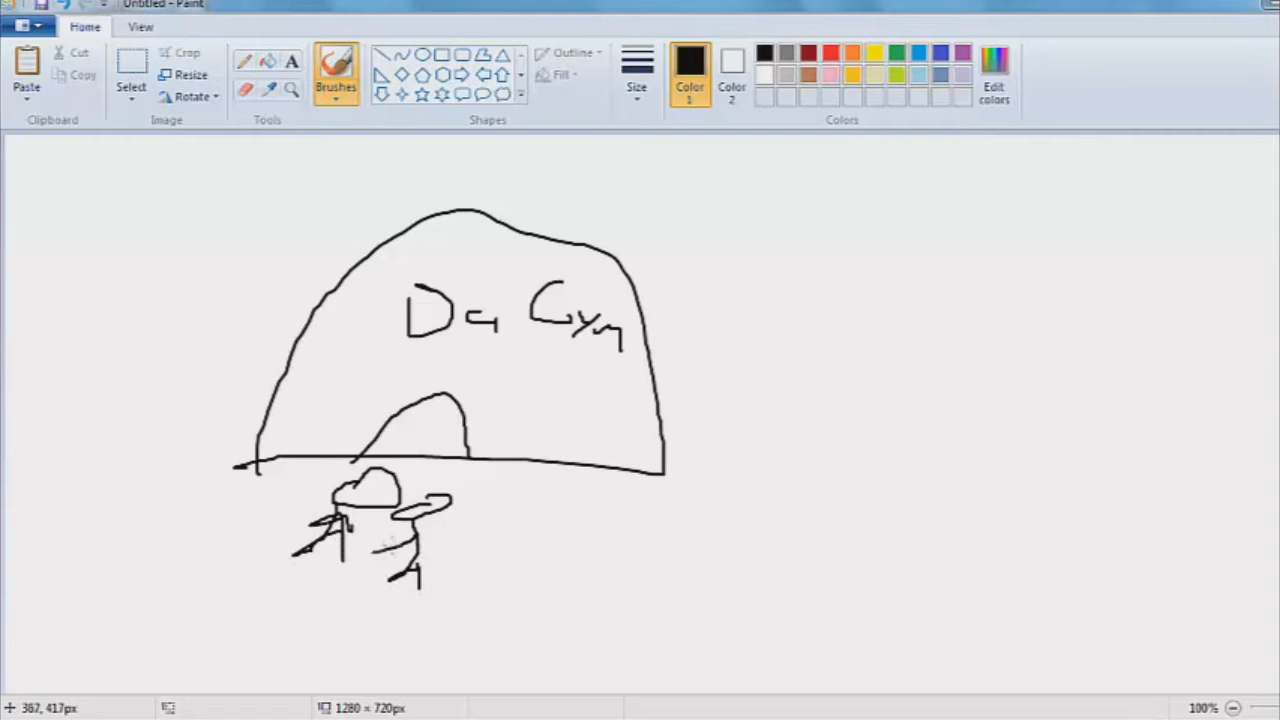 Untitled - Paint
Home View
Paste
Cut
Copy
Clipboard
Select
Crop
Resize
Rotate
Image
Tools
Brushes
Shapes
Outline
Fill
Size
Color 1
Color 2
Edit colors
Colors
Da Gym
367, 417px
1280 × 720px
100%